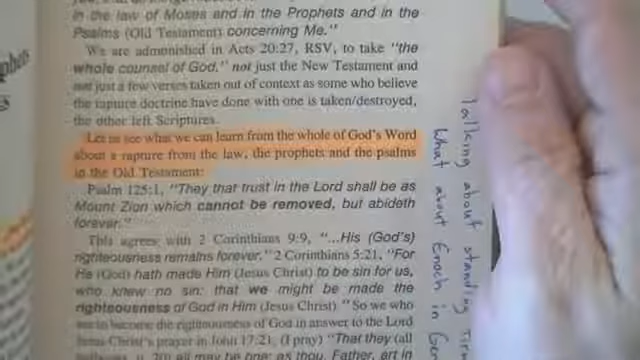 in the law of Moses and in the Prophets and in the
Psalms (Old Testament) concerning Me."
We are admonished in Acts 20:27, RSV, to take "the
whole counsel of God," not just the New Testament and
not just a few verses taken out of context as some who believe
the rapture doctrine have done with one is taken/destroyed,
the other left Scriptures.
Let us see what we can learn from the whole of God's Word
about a rapture from the law, the prophets and the psalms
in the Old Testament:
Psalm 125:1, "They that trust in the Lord shall be as
Mount Zion which cannot be removed, but abideth
forever."
This agrees with 2 Corinthians 9:9, "...His (God's)
righteousness remains forever." 2 Corinthians 5:21, "For
He (God) hath made Him (Jesus Christ) to be sin for us,
who knew no sin; that we might be made the
righteousness of God in Him (Jesus Christ)." So we who
are to become the righteousness of God in answer to the Lord
Jesus Christ's prayer in John 17:21, (I pray) "That they (all
all may be one; as thou, Father, art in
Talking about standing firm
What about Enoch in Gen